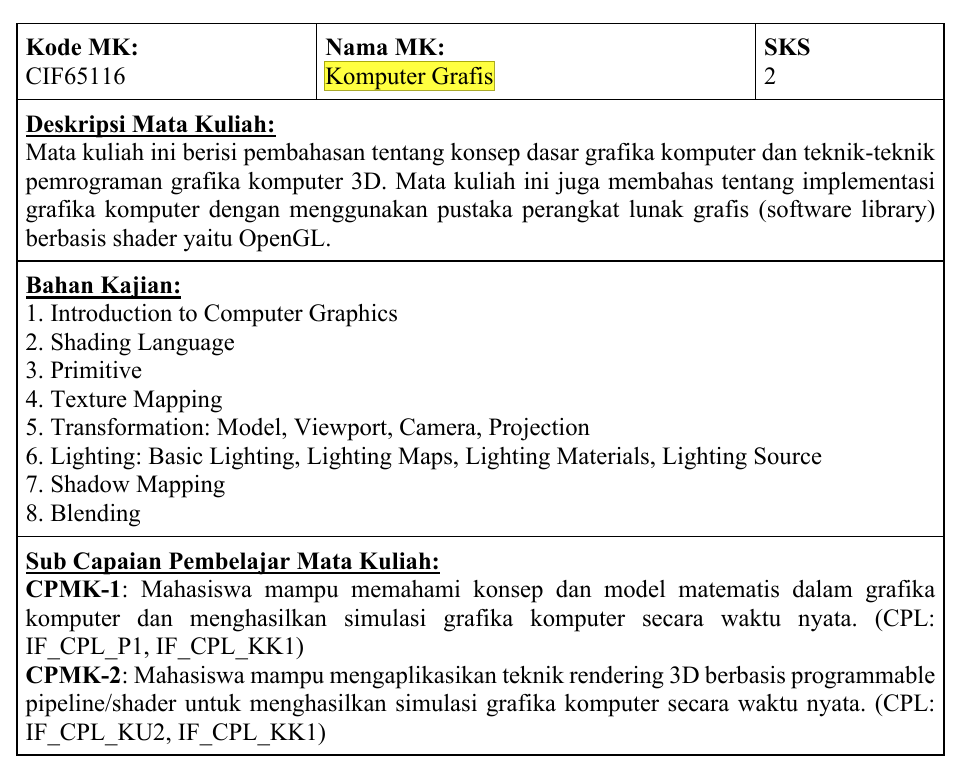 Kode MK:
CIF65116
Nama MK:
Komputer Grafis
SKS
2
Deskripsi Mata Kuliah:
Mata kuliah ini berisi pembahasan tentang konsep dasar grafika komputer dan teknik-teknik
pemrograman grafika komputer 3D. Mata kuliah ini juga membahas tentang implementasi
grafika komputer dengan menggunakan pustaka perangkat lunak grafis (software library)
berbasis shader yaitu OpenGL.
Bahan Kajian:
1. Introduction to Computer Graphics
2. Shading Language
3. Primitive
4. Texture Mapping
5. Transformation: Model, Viewport, Camera, Projection
6. Lighting: Basic Lighting, Lighting Maps, Lighting Materials, Lighting Source
7. Shadow Mapping
8. Blending
Sub Capaian Pembelajar Mata Kuliah:
CPMK-1: Mahasiswa mampu memahami konsep dan model matematis dalam grafika
komputer dan menghasilkan simulasi grafika komputer secara waktu nyata. (CPL:
IF_CPL_P1, IF_CPL_KK1)
CPMK-2: Mahasiswa mampu mengaplikasikan teknik rendering 3D berbasis programmable
pipeline/shader untuk menghasilkan simulasi grafika komputer secara waktu nyata. (CPL:
IF_CPL_KU2, IF_CPL_KK1)